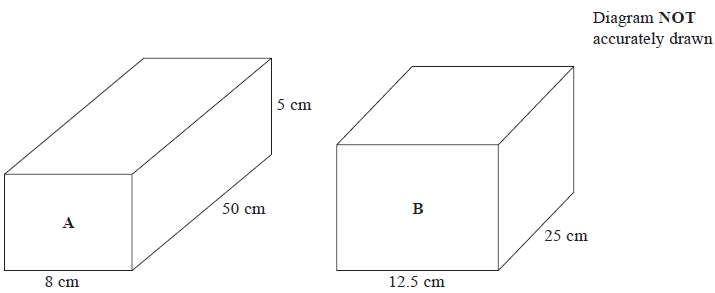 Diagram NOT
accurately drawn
5 cm
50 cm
A
8 cm
B
25 cm
12.5 cm